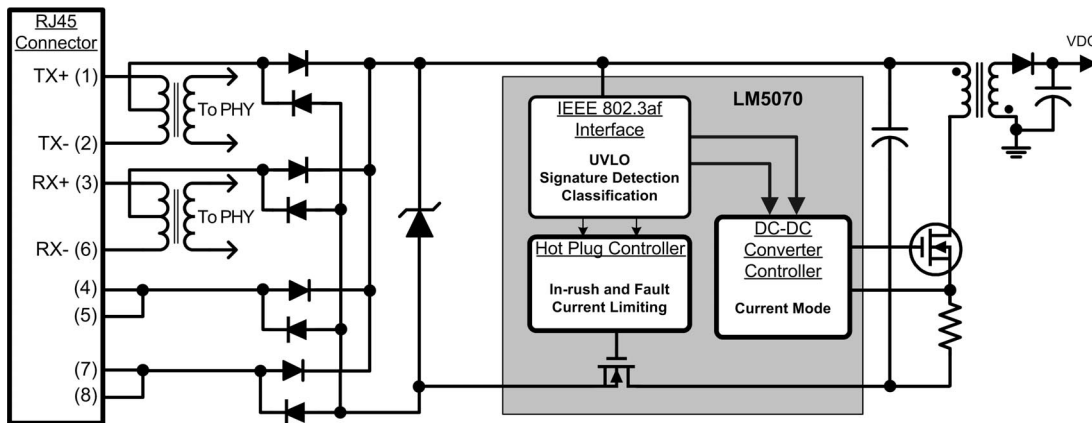 RJ45
Connector
TX+ (1)
To PHY
TX- (2)
RX+ (3)
To PHY
RX- (6)
(4)
(5)
(7)
(8)
LM5070
IEEE 802.3af
Interface
UVLO
Signature Detection
Classification
Hot Plug Controller
In-rush and Fault
Current Limiting
DC-DC
Converter
Controller
Current Mode
VDC